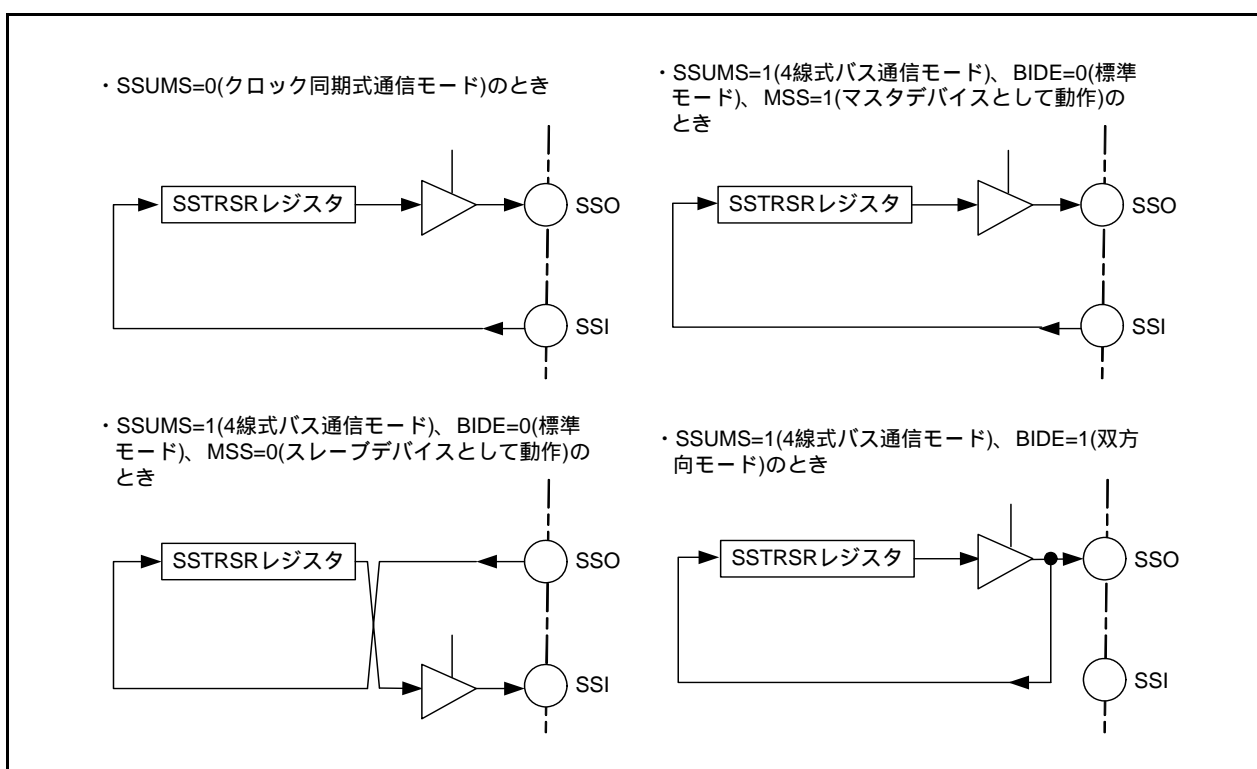 ・SSUMS=0(クロック同期式通信モード)のとき
SSTRSRレジスタ
SSO
SSI
・SSUMS=1(4線式バス通信モード)、BIDE=0(標準
モード)、MSS=1(マスタデバイスとして動作)の
とき
SSTRSRレジスタ
SSO
SSI
・SSUMS=1(4線式バス通信モード)、BIDE=0(標準
モード)、MSS=0(スレーブデバイスとして動作)の
とき
SSTRSRレジスタ
SSO
SSI
・SSUMS=1(4線式バス通信モード)、BIDE=1(双方
向モード)のとき
SSTRSRレジスタ
SSO
SSI